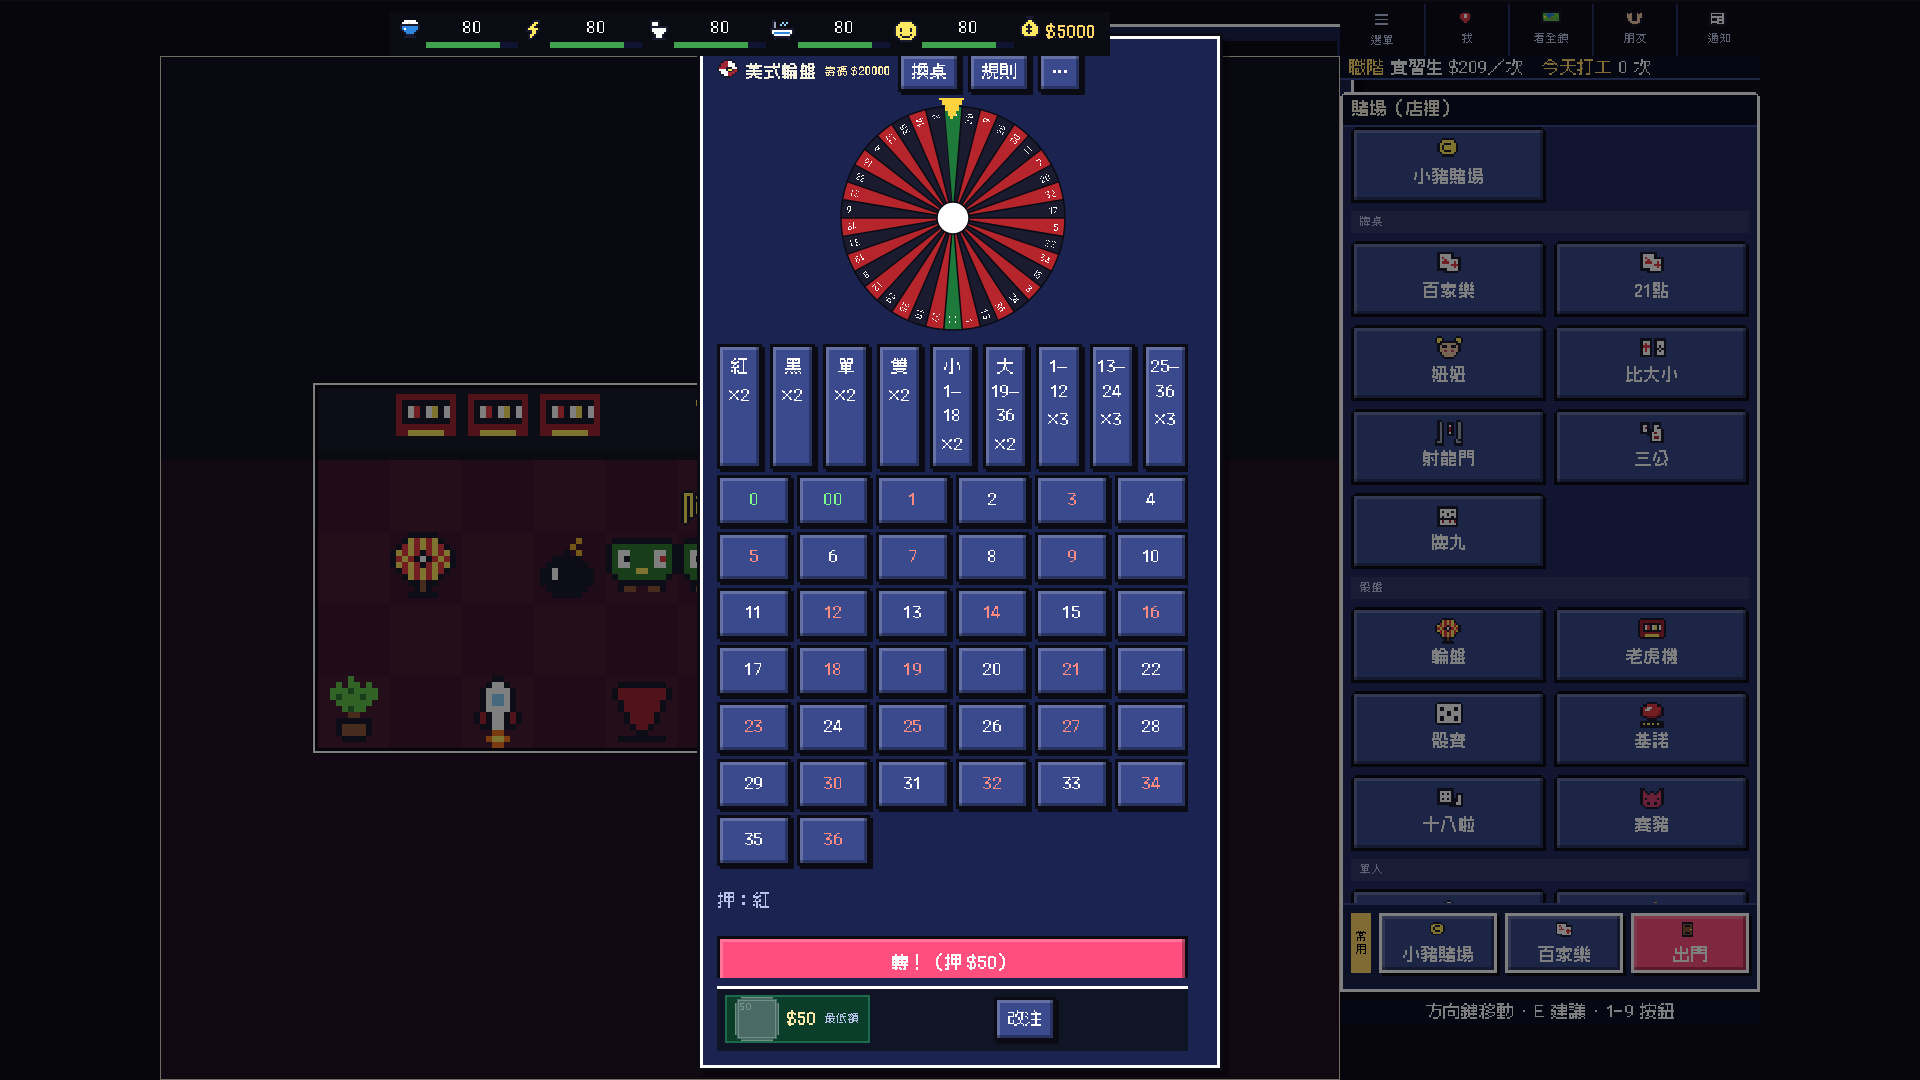 80
80
80
80
80
$5000
選單
我
看全鎮
朋友
通知
職階 實習生 $209／次 今天打工 0 次
美式輪盤 籌碼 $20000
換桌
規則
...
賭場（店裡）
小豬賭場
牌桌
百家樂
21點
妞妞
比大小
射龍門
三公
牌九
骰盤
輪盤
老虎機
骰寶
基諾
十八啦
賽豬
單人
紅 ×2
黑 ×2
單 ×2
雙 ×2
小 1–18 ×2
大 19–36 ×2
1–12 ×3
13–24 ×3
25–36 ×3
0 00 1 2 3 4
5 6 7 8 9 10
11 12 13 14 15 16
17 18 19 20 21 22
23 24 25 26 27 28
29 30 31 32 33 34
35 36
押：紅
轉！（押 $50）
50
$50 最低額
改注
常用
小豬賭場
百家樂
出門
方向鍵移動 · E 建議 · 1-9 按鈕